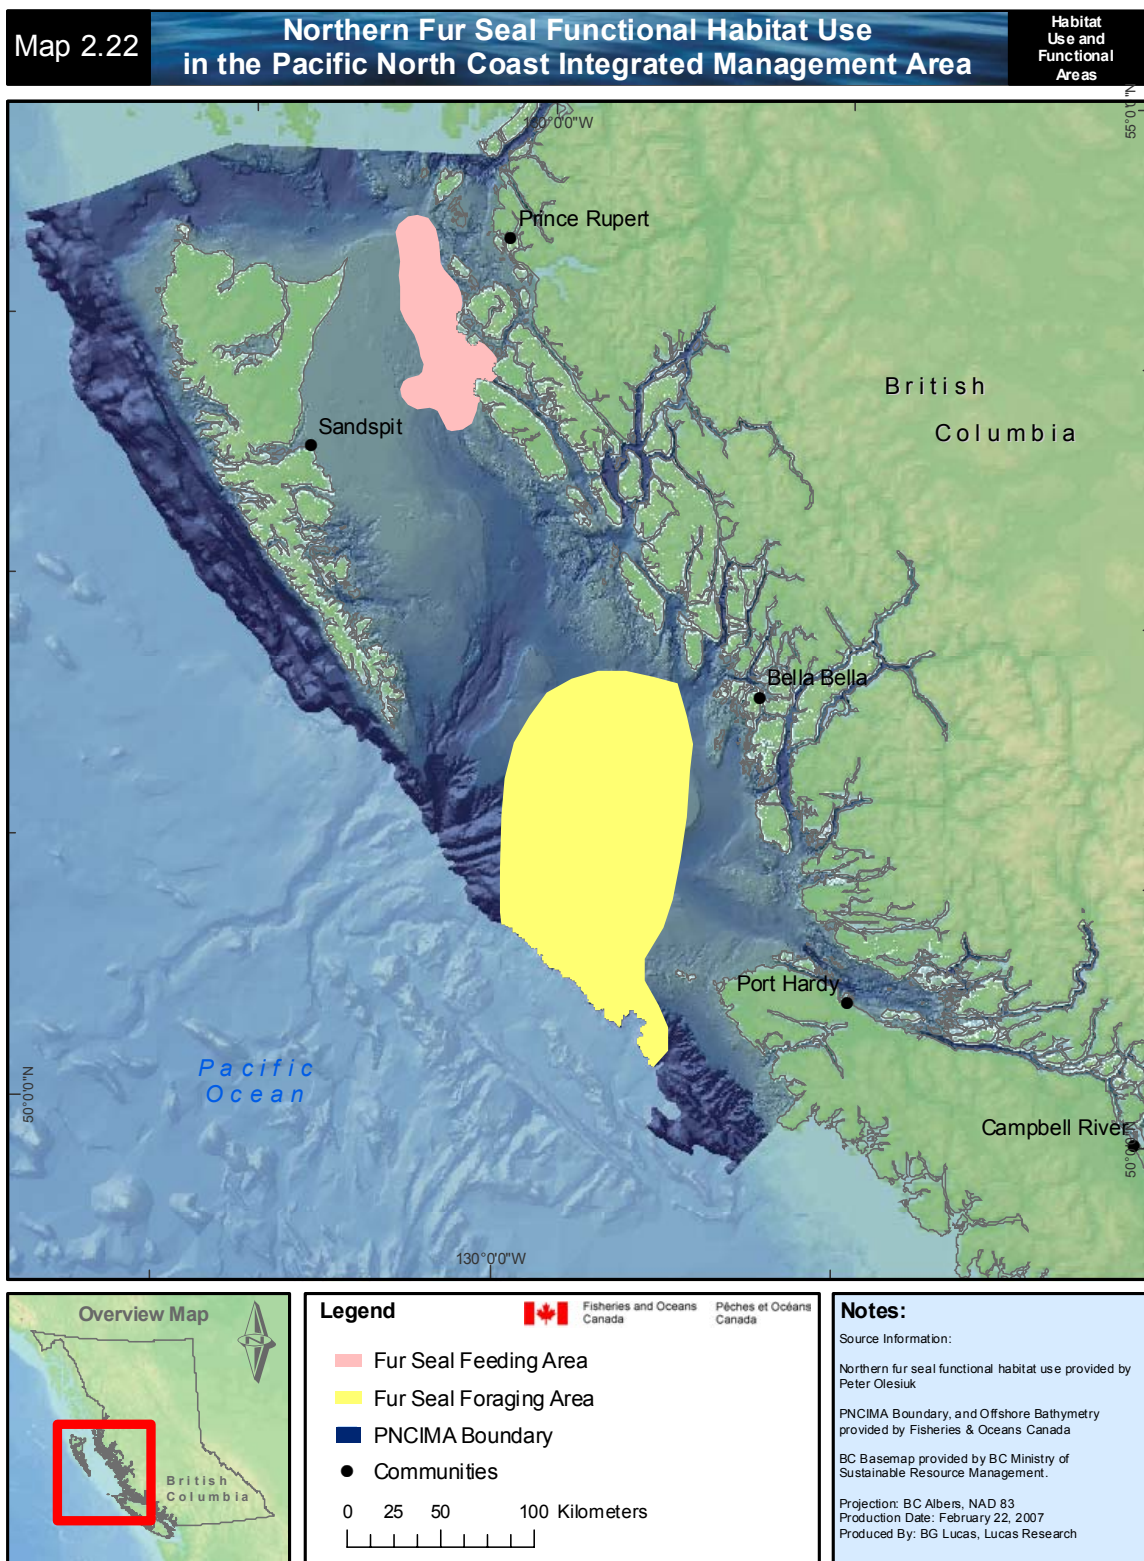 Map 2.22
Northern Fur Seal Functional Habitat Use
in the Pacific North Coast Integrated Management Area
Habitat
Use and
Functional
Areas
55°0'0"N
130°0'0"W
Prince Rupert
British
Columbia
Sandspit
Bella Bella
Port Hardy
Pacific
Ocean
50°0'0"N
Campbell River
50°0'0"N
130°0'0"W
Overview Map
N
British
Columbia
Legend
Fisheries and Oceans
Canada
Pêches et Océans
Canada
Fur Seal Feeding Area
Fur Seal Foraging Area
PNCIMA Boundary
Communities
0 25 50 100 Kilometers
Notes:
Source Information:
Northern fur seal functional habitat use provided by
Peter Olesiuk
PNCIMA Boundary, and Offshore Bathymetry
provided by Fisheries & Oceans Canada
BC Basemap provided by BC Ministry of
Sustainable Resource Management.
Projection: BC Albers, NAD 83
Production Date: February 22, 2007
Produced By: BG Lucas, Lucas Research